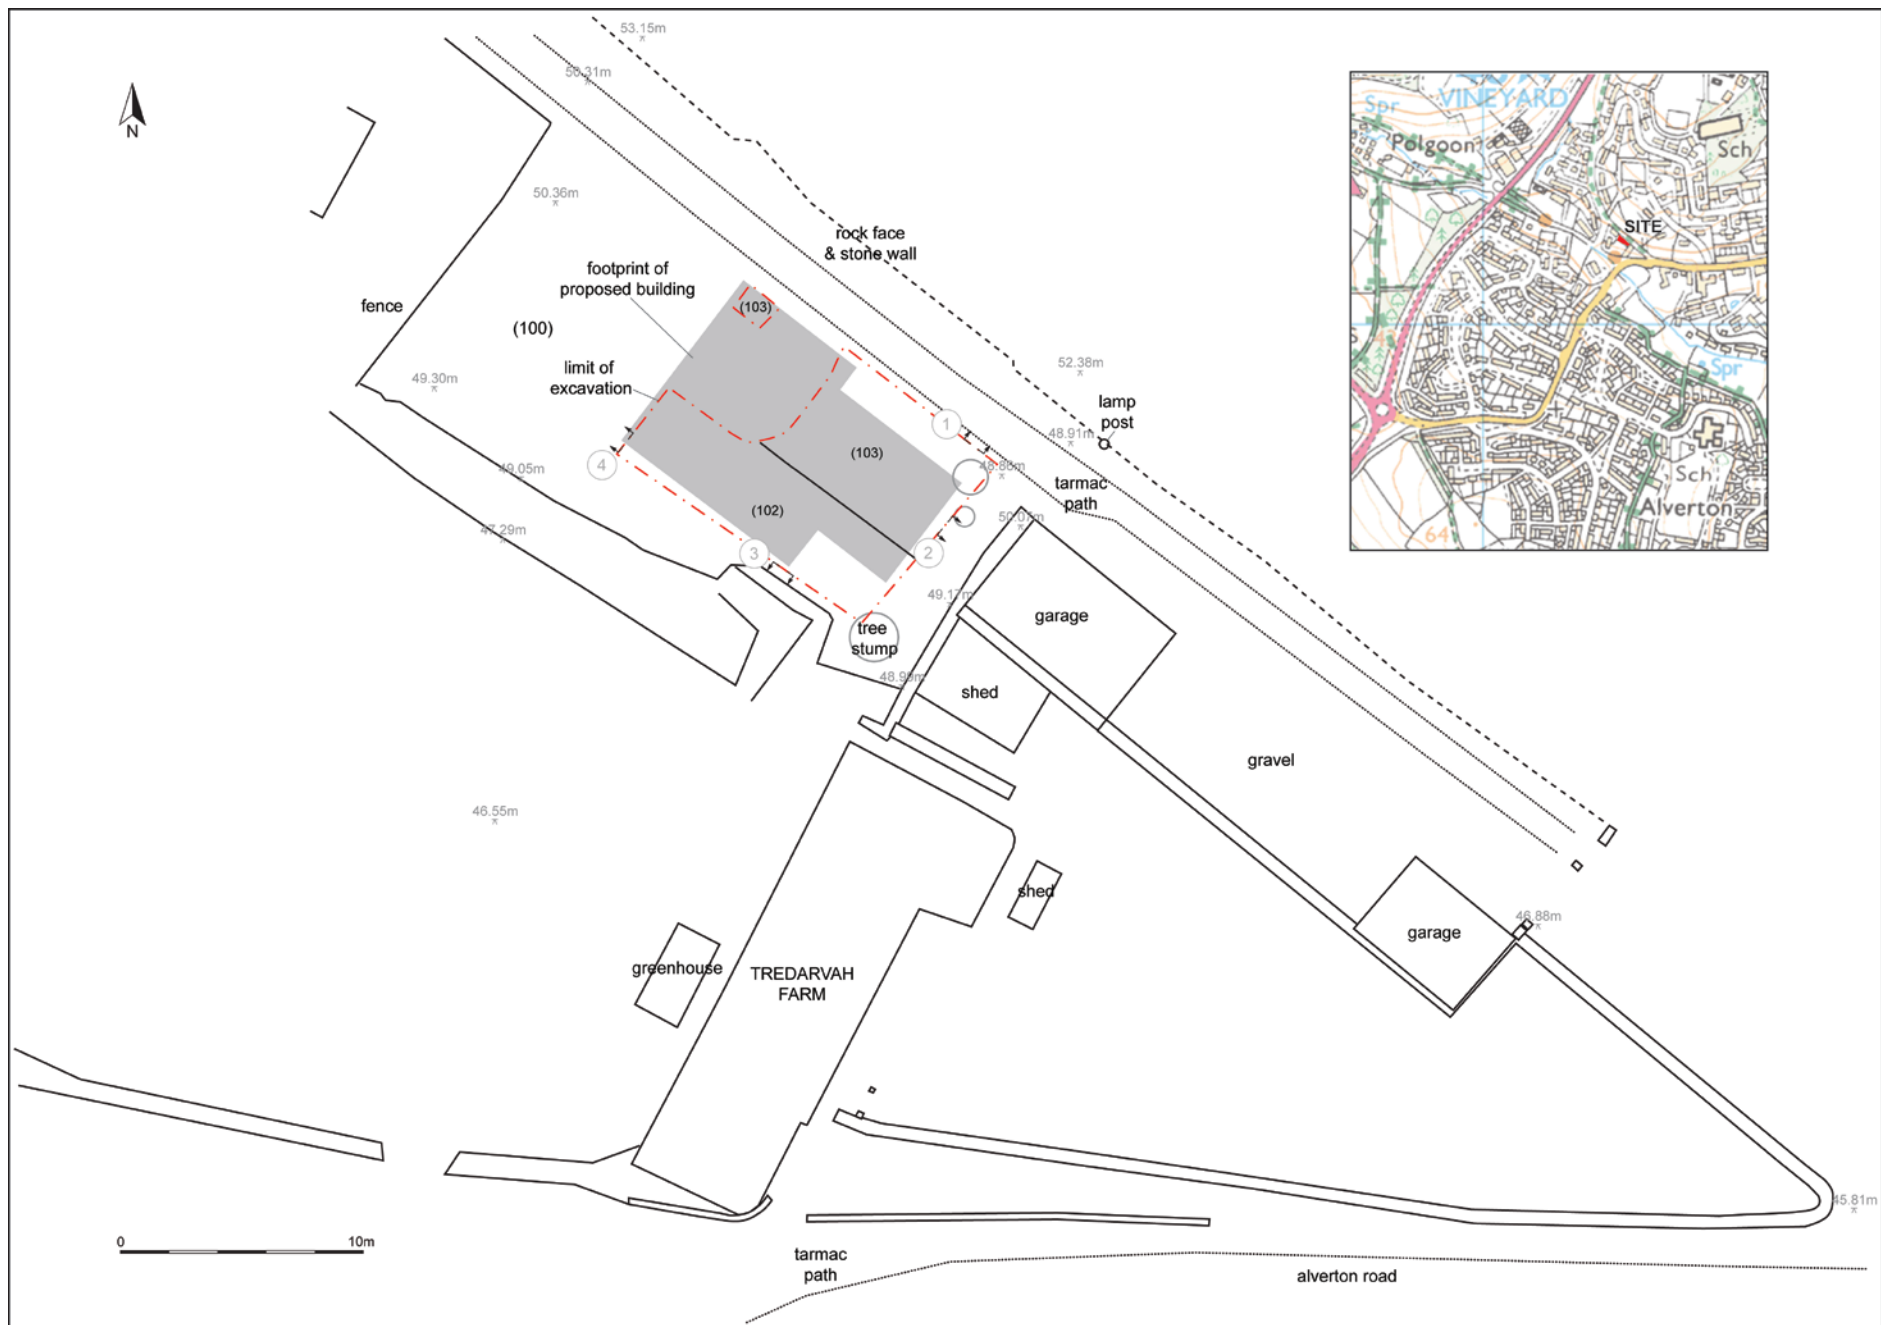 53.15m
50.31m
N
50.36m
rock face
& stone wall
footprint of
proposed building
fence
(103)
(100)
limit of
excavation
49.30m
52.38m
lamp
post
1
48.91m
(103)
4
49.05m
48.86m
tarmac
path
(102)
50.07m
47.29m
3
2
49.17m
garage
tree
stump
48.99m
shed
gravel
46.55m
shed
46.88m
garage
greenhouse
TREDARVAH
FARM
45.81m
0
10m
tarmac
path
alverton road
VINEYARD
Spr
Polgoon
Sch
SITE
Spr
Sch
Alverton
64